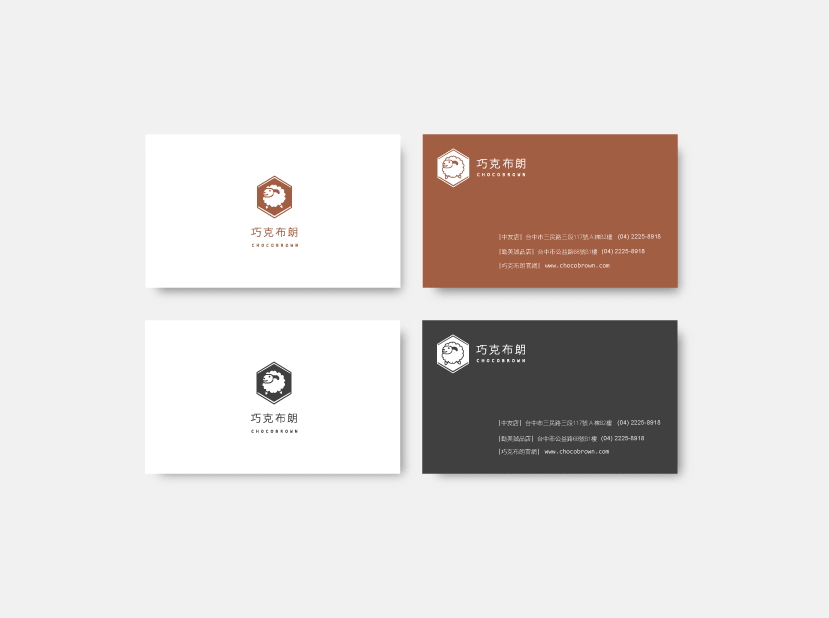 巧克布朗
CHOCOBROWN
巧克布朗
CHOCOBROWN
[中友店] 台中市三民路三段117號A棟B2樓 (04) 2225-8918
[勤美誠品店] 台中市公益路68號B1樓 (04) 2225-8918
[巧克布朗官網] www.chocobrown.com
巧克布朗
CHOCOBROWN
巧克布朗
CHOCOBROWN
[中友店] 台中市三民路三段117號A棟B2樓 (04) 2225-8918
[勤美誠品店] 台中市公益路68號B1樓 (04) 2225-8918
[巧克布朗官網] www.chocobrown.com